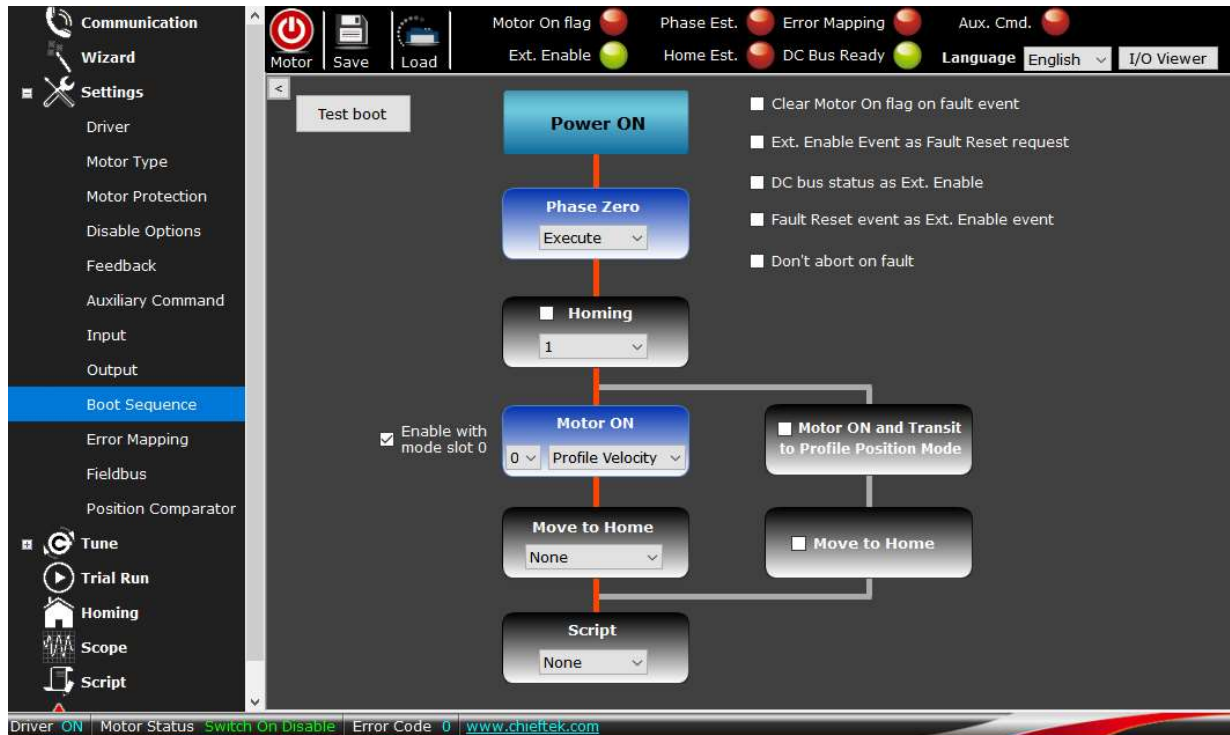 Communication
Wizard
Settings
Driver
Motor Type
Motor Protection
Disable Options
Feedback
Auxiliary Command
Input
Output
Boot Sequence
Error Mapping
Fieldbus
Position Comparator
Tune
Trial Run
Homing
Scope
Script
Motor Save Load
Motor On flag Phase Est. Error Mapping Aux. Cmd.
Ext. Enable Home Est. DC Bus Ready Language English I/O Viewer
<
Test boot
Power ON
Phase Zero
Execute
Homing
1
Enable with
mode slot 0
Motor ON
0 Profile Velocity
Move to Home
None
Script
None
Motor ON and Transit
to Profile Position Mode
Move to Home
Clear Motor On flag on fault event
Ext. Enable Event as Fault Reset request
DC bus status as Ext. Enable
Fault Reset event as Ext. Enable event
Don't abort on fault
Driver ON Motor Status Switch On Disable Error Code 0 www.chieftek.com